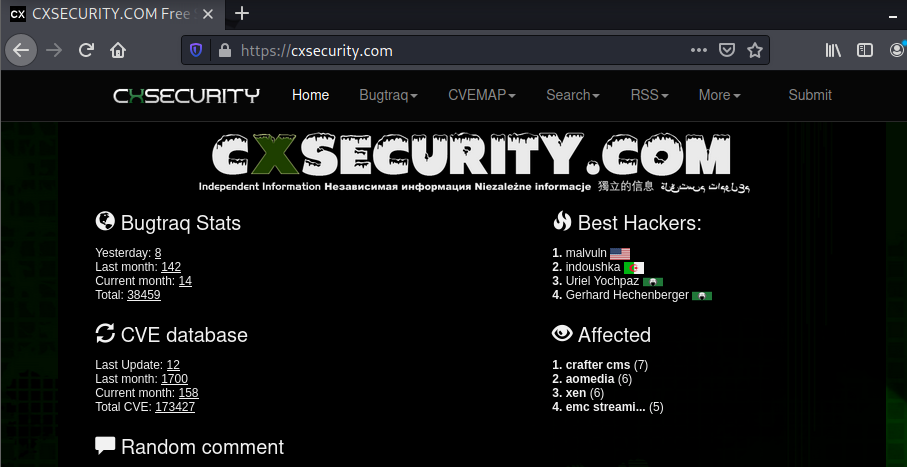 CX CXSECURITY.COM Free
https://cxsecurity.com
CXSECURITY Home Bugtraq CVEMAP Search RSS More Submit
CXSECURITY.COM
Independent Information Независимая информация Niezależne informacje 獨立的信息
Bugtraq Stats
Yesterday: 8
Last month: 142
Current month: 14
Total: 38459
Best Hackers:
1. malvuln
2. indoushka
3. Uriel Yochpaz
4. Gerhard Hechenberger
CVE database
Last Update: 12
Last month: 1700
Current month: 158
Total CVE: 173427
Affected
1. crafter cms (7)
2. aomedia (6)
3. xen (6)
4. emc streami... (5)
Random comment